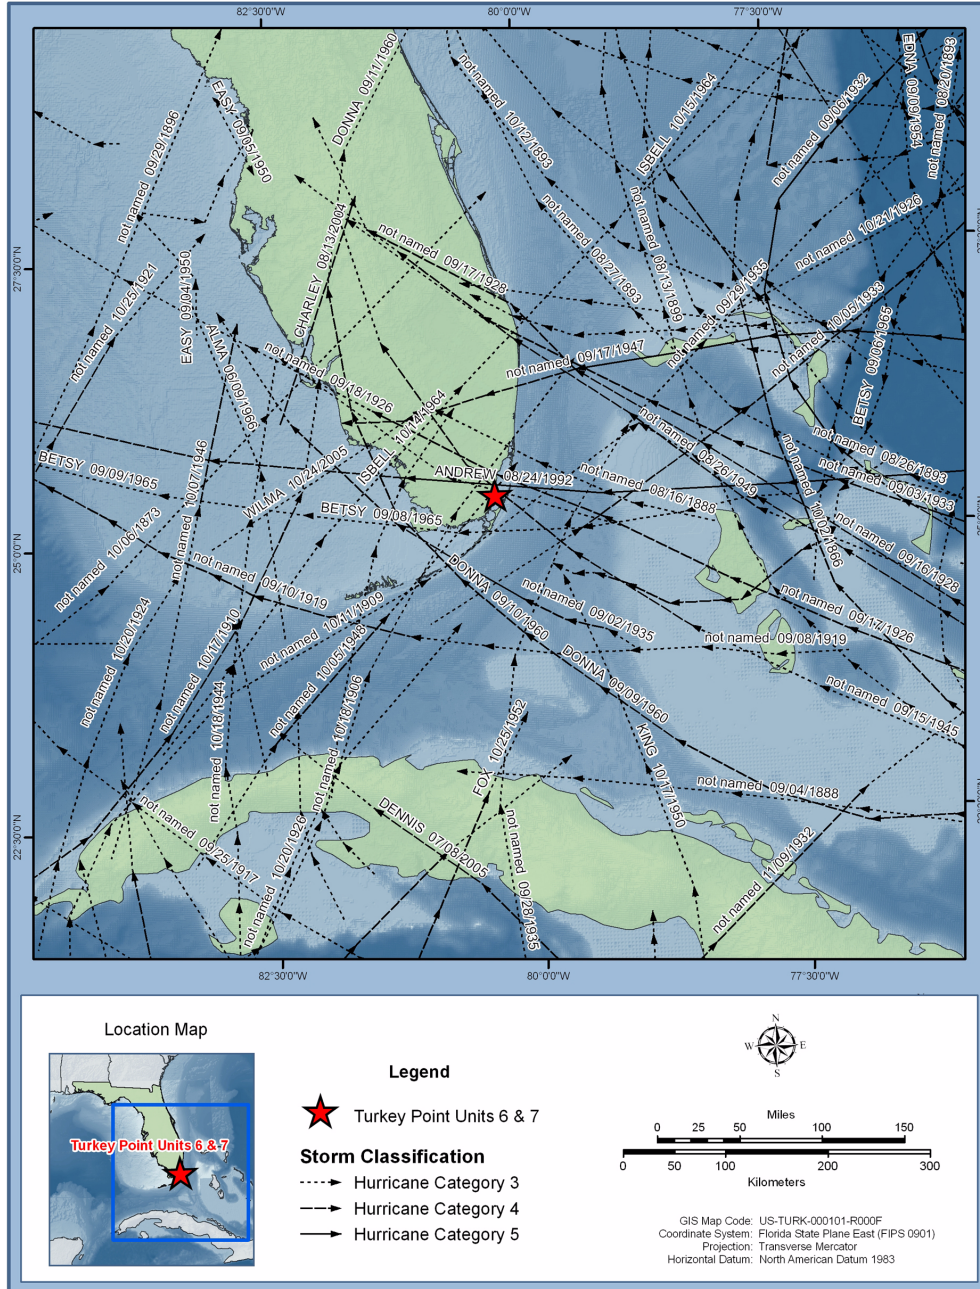 82°30'0"W 80°0'0"W 77°30'0"W
27°30'0"N
25°0'0"N
22°30'0"N
not named 09/29/1896
EASY 09/05/1950
DONNA 09/11/1960
not named 10/12/1893
ISBELL 10/15/1964
not named 09/06/1932
EDNA 09/09/1954
not named 08/20/1893
not named 10/25/1921
EASY 09/04/1950
ALMA 06/09/1966
CHARLEY 08/13/2004
not named 09/17/1928
not named 08/27/1893
not named 08/13/1899
not named 09/29/1935
not named 10/21/1926
not named 10/05/1933
BETSY 09/06/1965
not named 09/17/1947
not named 09/18/1926
ISBELL 10/14/1964
BETSY 09/09/1965
not named 10/07/1946
WILMA 10/24/2005
ANDREW 08/24/1992
BETSY 09/08/1965
not named 08/16/1888
not named 08/26/1949
not named 10/02/1866
not named 08/26/1893
not named 09/03/1933
not named 09/16/1928
not named 10/06/1873
not named 09/10/1919
not named 10/11/1909
DONNA 09/10/1960
not named 09/02/1935
not named 09/17/1926
not named 09/08/1919
not named 10/20/1924
not named 10/17/1910
not named 10/05/1948
not named 10/18/1944
not named 10/18/1906
DONNA 09/09/1960
not named 09/15/1945
FOX 10/25/1952
KING 10/17/1950
not named 09/04/1888
not named 09/25/1917
not named 10/20/1926
DENNIS 07/08/2005
not named 09/28/1935
not named 11/09/1932
82°30'0"W 80°0'0"W 77°30'0"W
Location Map
Turkey Point Units 6 & 7
Legend
Turkey Point Units 6 & 7
Storm Classification
Hurricane Category 3
Hurricane Category 4
Hurricane Category 5
N
W E
S
Miles
0 25 50 100 150
0 50 100 200 300
Kilometers
GIS Map Code: US-TURK-000101-R000F
Coordinate System: Florida State Plane East (FIPS 0901)
Projection: Transverse Mercator
Horizontal Datum: North American Datum 1983